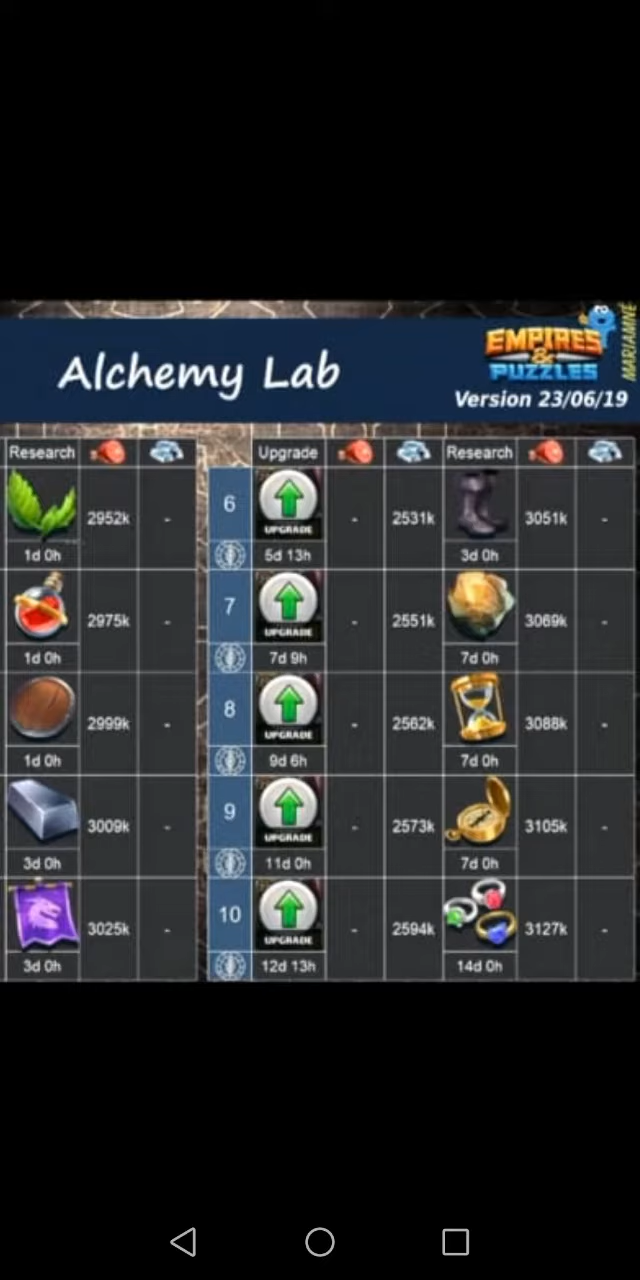 MARIAMNE
EMPIRES
&
PUZZLES
Alchemy Lab
Version 23/06/19
Research Upgrade Research
2952k - 6 UPGRADE - 2531k 3051k -
1d 0h 5d 13h 3d 0h
2975k - 7 UPGRADE - 2551k 3069k -
1d 0h 7d 9h 7d 0h
2999k - 8 UPGRADE - 2562k 3088k -
1d 0h 9d 6h 7d 0h
3009k - 9 UPGRADE - 2573k 3105k -
3d 0h 11d 0h 7d 0h
3025k - 10 UPGRADE - 2594k 3127k -
3d 0h 12d 13h 14d 0h